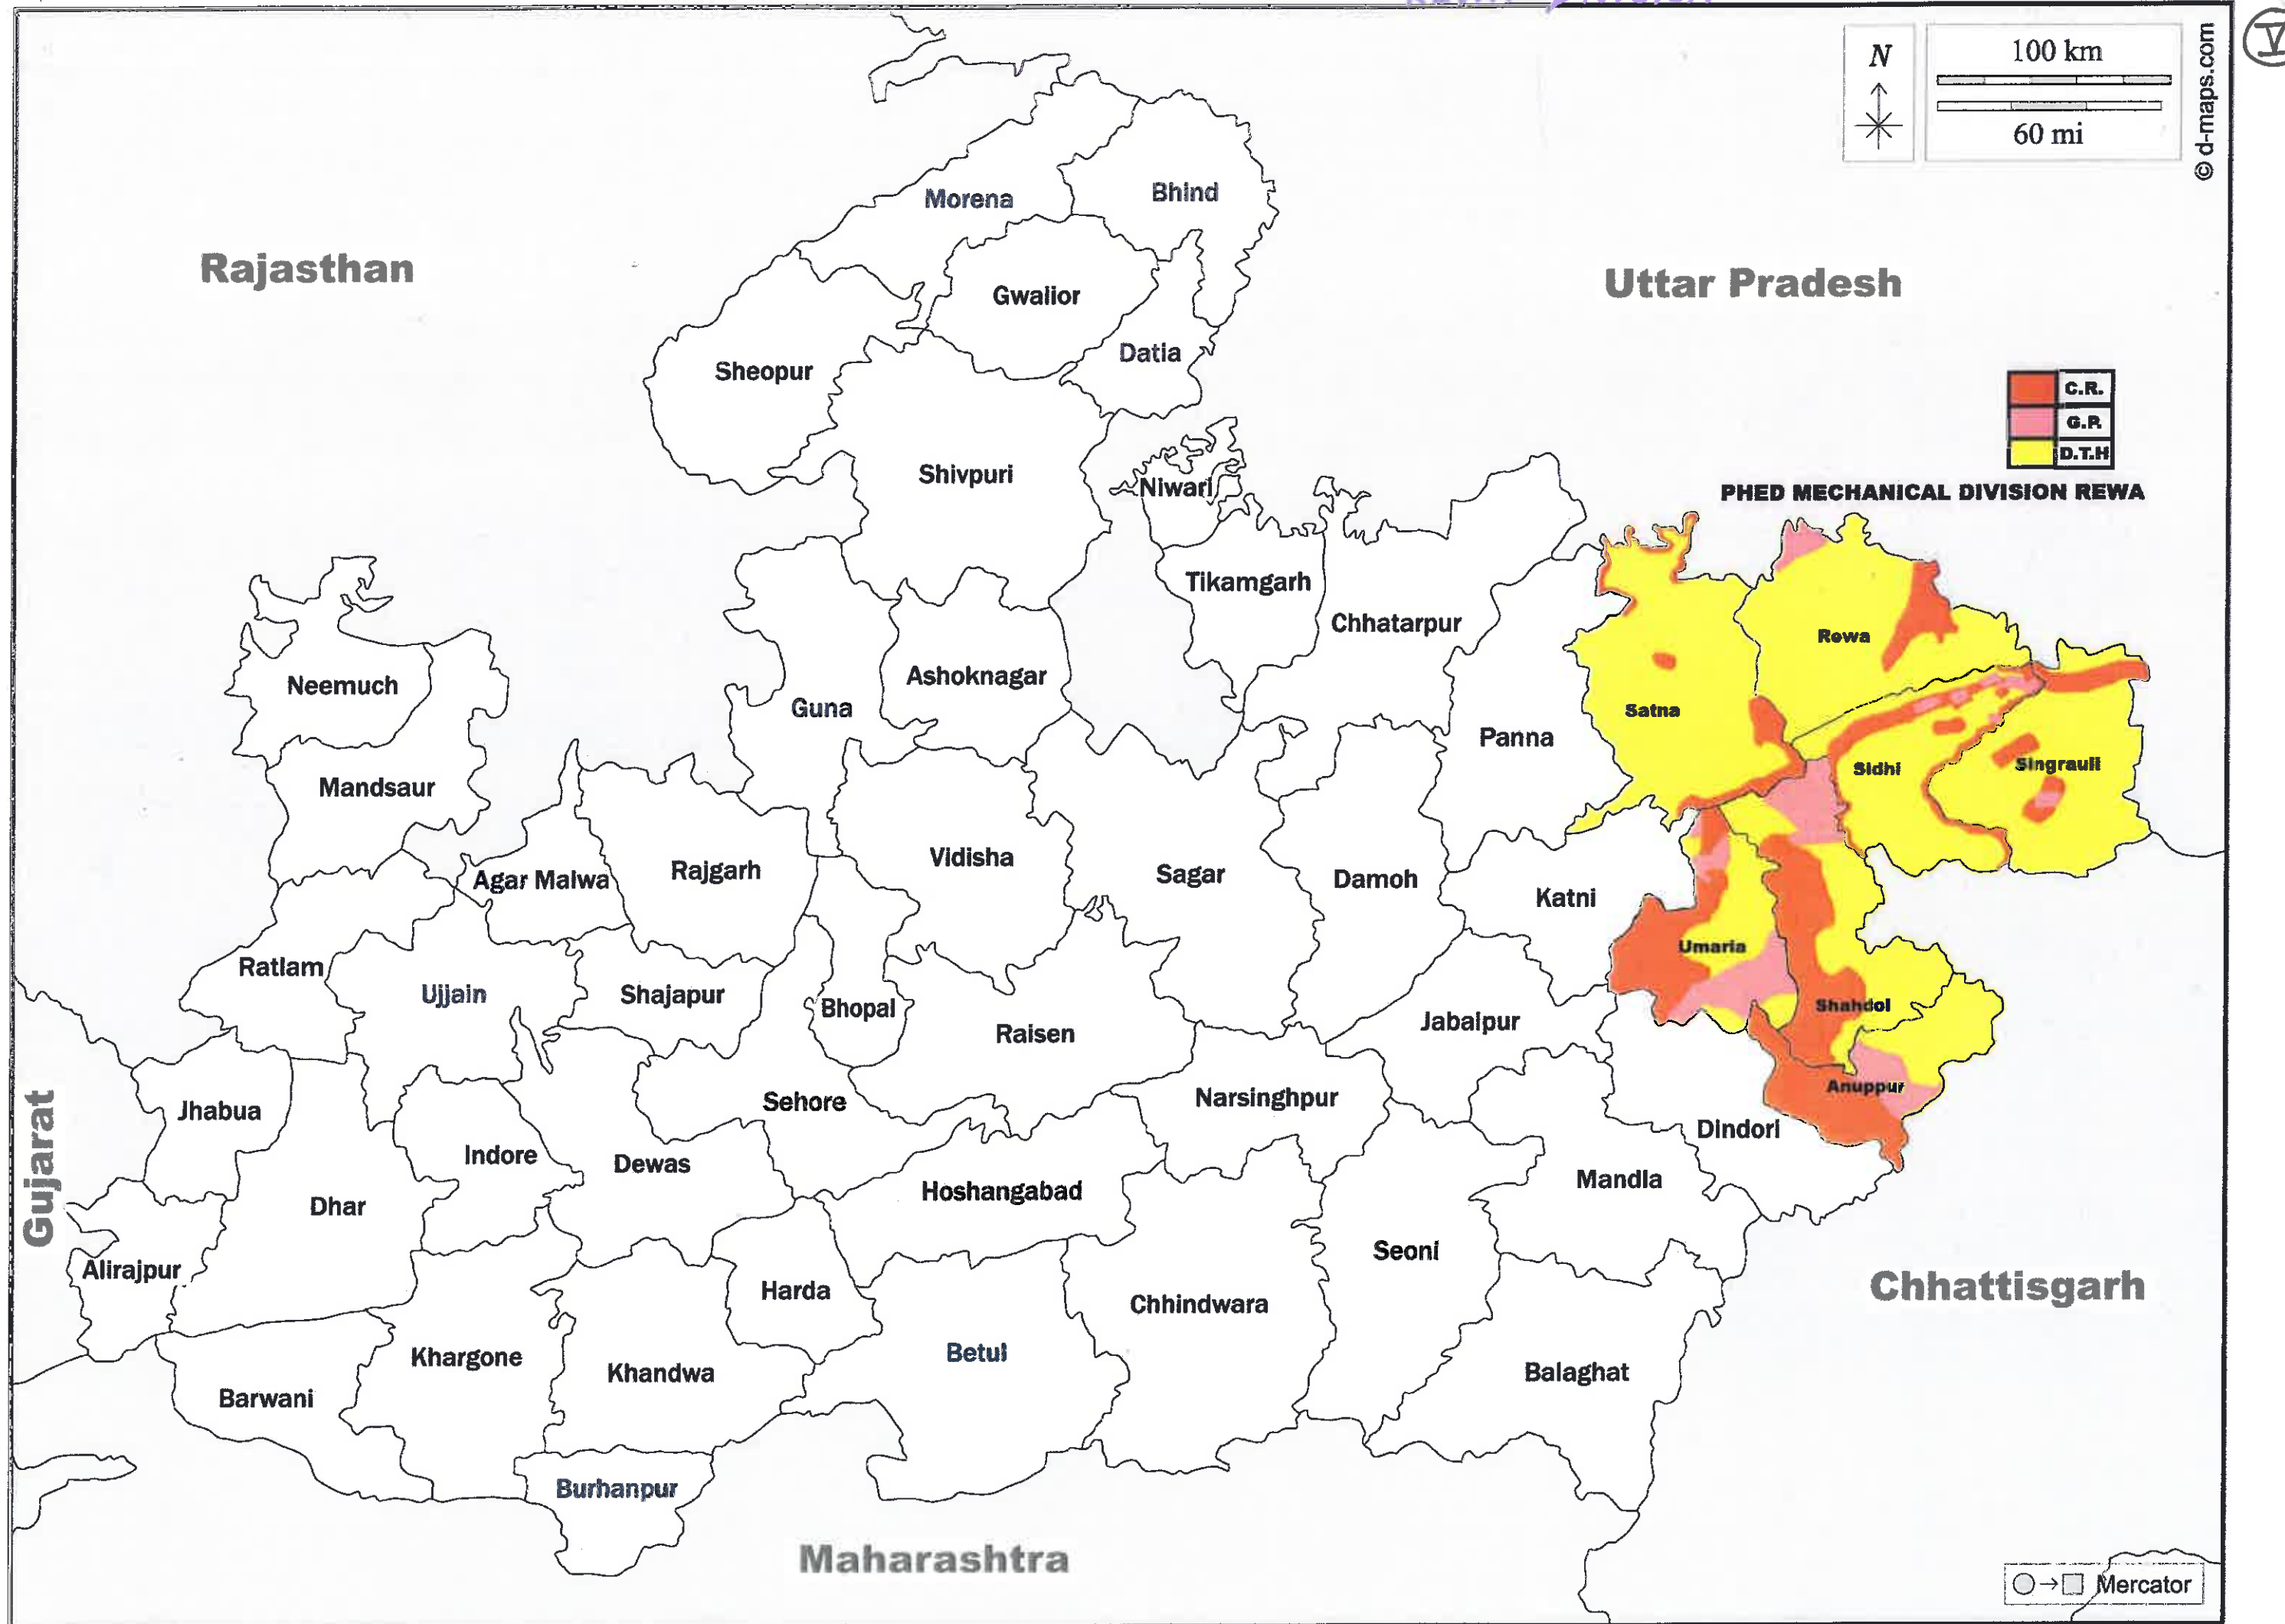 N
100 km
60 mi
© d-maps.com
V
Morena
Bhind
Rajasthan
Uttar Pradesh
Gwalior
Datia
Sheopur
C.R.
G.P.
D.T.H
Shivpuri
Niwari
PHED MECHANICAL DIVISION REWA
Tikamgarh
Chhatarpur
Rewa
Neemuch
Ashoknagar
Guna
Satna
Panna
Mandsaur
Sidhi
Singrauli
Agar Malwa
Rajgarh
Vidisha
Sagar
Damoh
Katni
Umaria
Ratlam
Ujjain
Shajapur
Bhopal
Raisen
Jabalpur
Shahdol
Anuppur
Gujarat
Jhabua
Sehore
Narsinghpur
Dindori
Indore
Dewas
Hoshangabad
Mandla
Dhar
Seoni
Alirajpur
Harda
Chhindwara
Chhattisgarh
Khargone
Khandwa
Betul
Balaghat
Barwani
Burhanpur
Maharashtra
Mercator